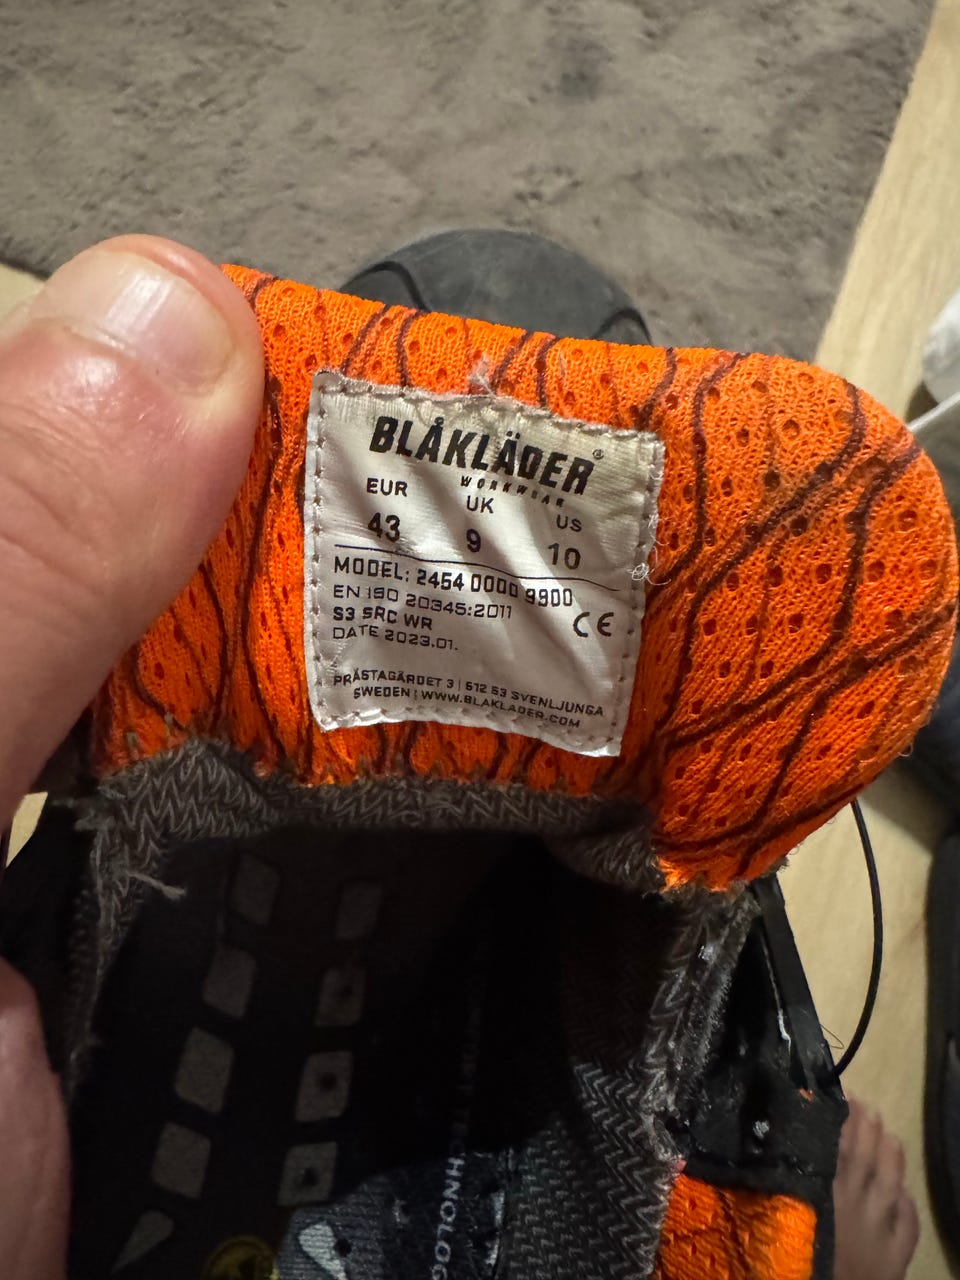 BLÅKLÄDER®
WORKWEAR
EUR UK US
43 9 10
MODEL: 2454 0000 9900
EN ISO 20345:2011
S3 SRC WR
DATE 2023.01.
CE
PRÄSTAGÄRDET 3 | 512 53 SVENLJUNGA
SWEDEN | WWW.BLAKLADER.COM